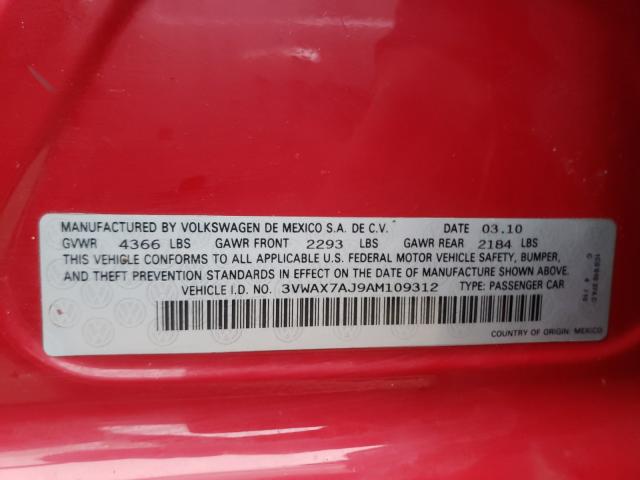 MANUFACTURED BY VOLKSWAGEN DE MEXICO S.A. DE C.V. DATE 03.10
GVWR 4366 LBS GAWR FRONT 2293 LBS GAWR REAR 2184 LBS
THIS VEHICLE CONFORMS TO ALL APPLICABLE U.S. FEDERAL MOTOR VEHICLE SAFETY, BUMPER,
AND THEFT PREVENTION STANDARDS IN EFFECT ON THE DATE OF MANUFACTURE SHOWN ABOVE.
VEHICLE I.D. NO. 3VWAX7AJ9AM109312 TYPE: PASSENGER CAR
COUNTRY OF ORIGIN: MEXICO